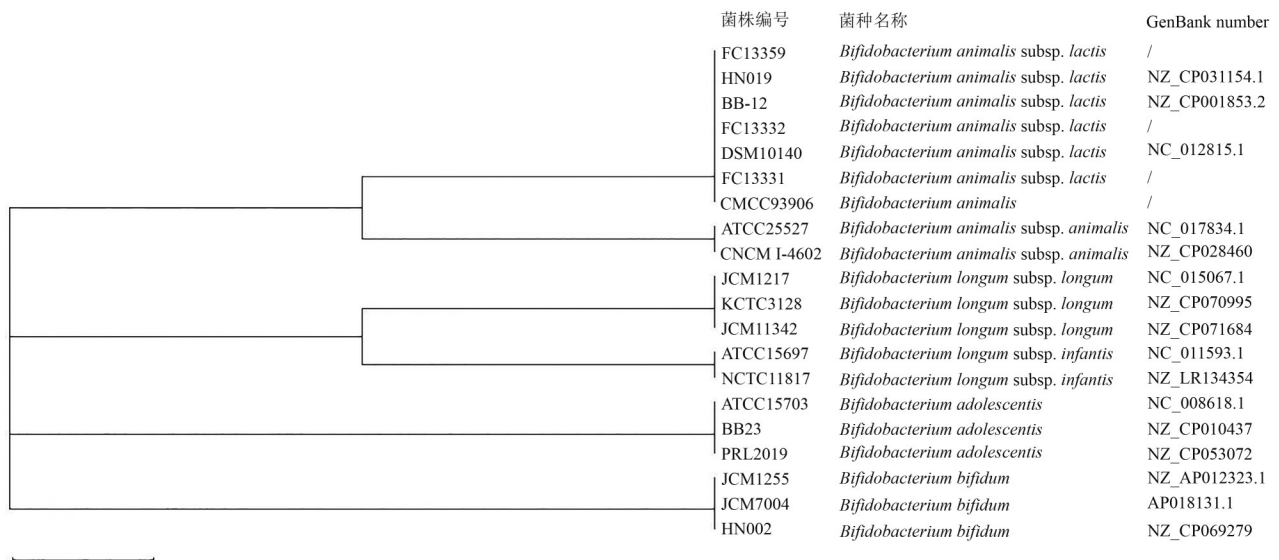 菌株编号 菌种名称 GenBank number
FC13359 Bifidobacterium animalis subsp. lactis /
HN019 Bifidobacterium animalis subsp. lactis NZ_CP031154.1
BB-12 Bifidobacterium animalis subsp. lactis NZ_CP001853.2
FC13332 Bifidobacterium animalis subsp. lactis /
DSM10140 Bifidobacterium animalis subsp. lactis NC_012815.1
FC13331 Bifidobacterium animalis subsp. lactis /
CMCC93906 Bifidobacterium animalis /
ATCC25527 Bifidobacterium animalis subsp. animalis NC_017834.1
CNCM I-4602 Bifidobacterium animalis subsp. animalis NZ_CP028460
JCM1217 Bifidobacterium longum subsp. longum NC_015067.1
KCTC3128 Bifidobacterium longum subsp. longum NZ_CP070995
JCM11342 Bifidobacterium longum subsp. longum NZ_CP071684
ATCC15697 Bifidobacterium longum subsp. infantis NC_011593.1
NCTC11817 Bifidobacterium longum subsp. infantis NZ_LR134354
ATCC15703 Bifidobacterium adolescentis NC_008618.1
BB23 Bifidobacterium adolescentis NZ_CP010437
PRL2019 Bifidobacterium adolescentis NZ_CP053072
JCM1255 Bifidobacterium bifidum NZ_AP012323.1
JCM7004 Bifidobacterium bifidum AP018131.1
HN002 Bifidobacterium bifidum NZ_CP069279